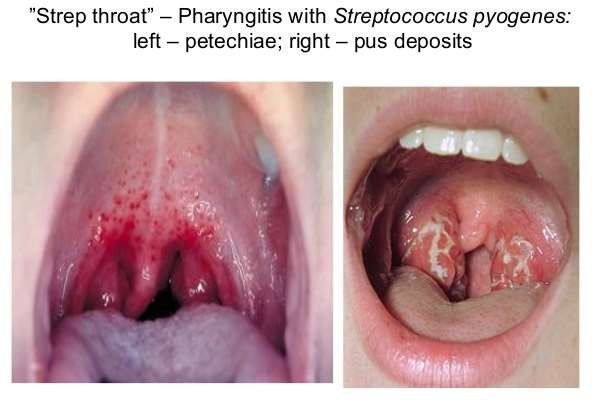 ”Strep throat” – Pharyngitis with Streptococcus pyogenes:
left – petechiae; right – pus deposits